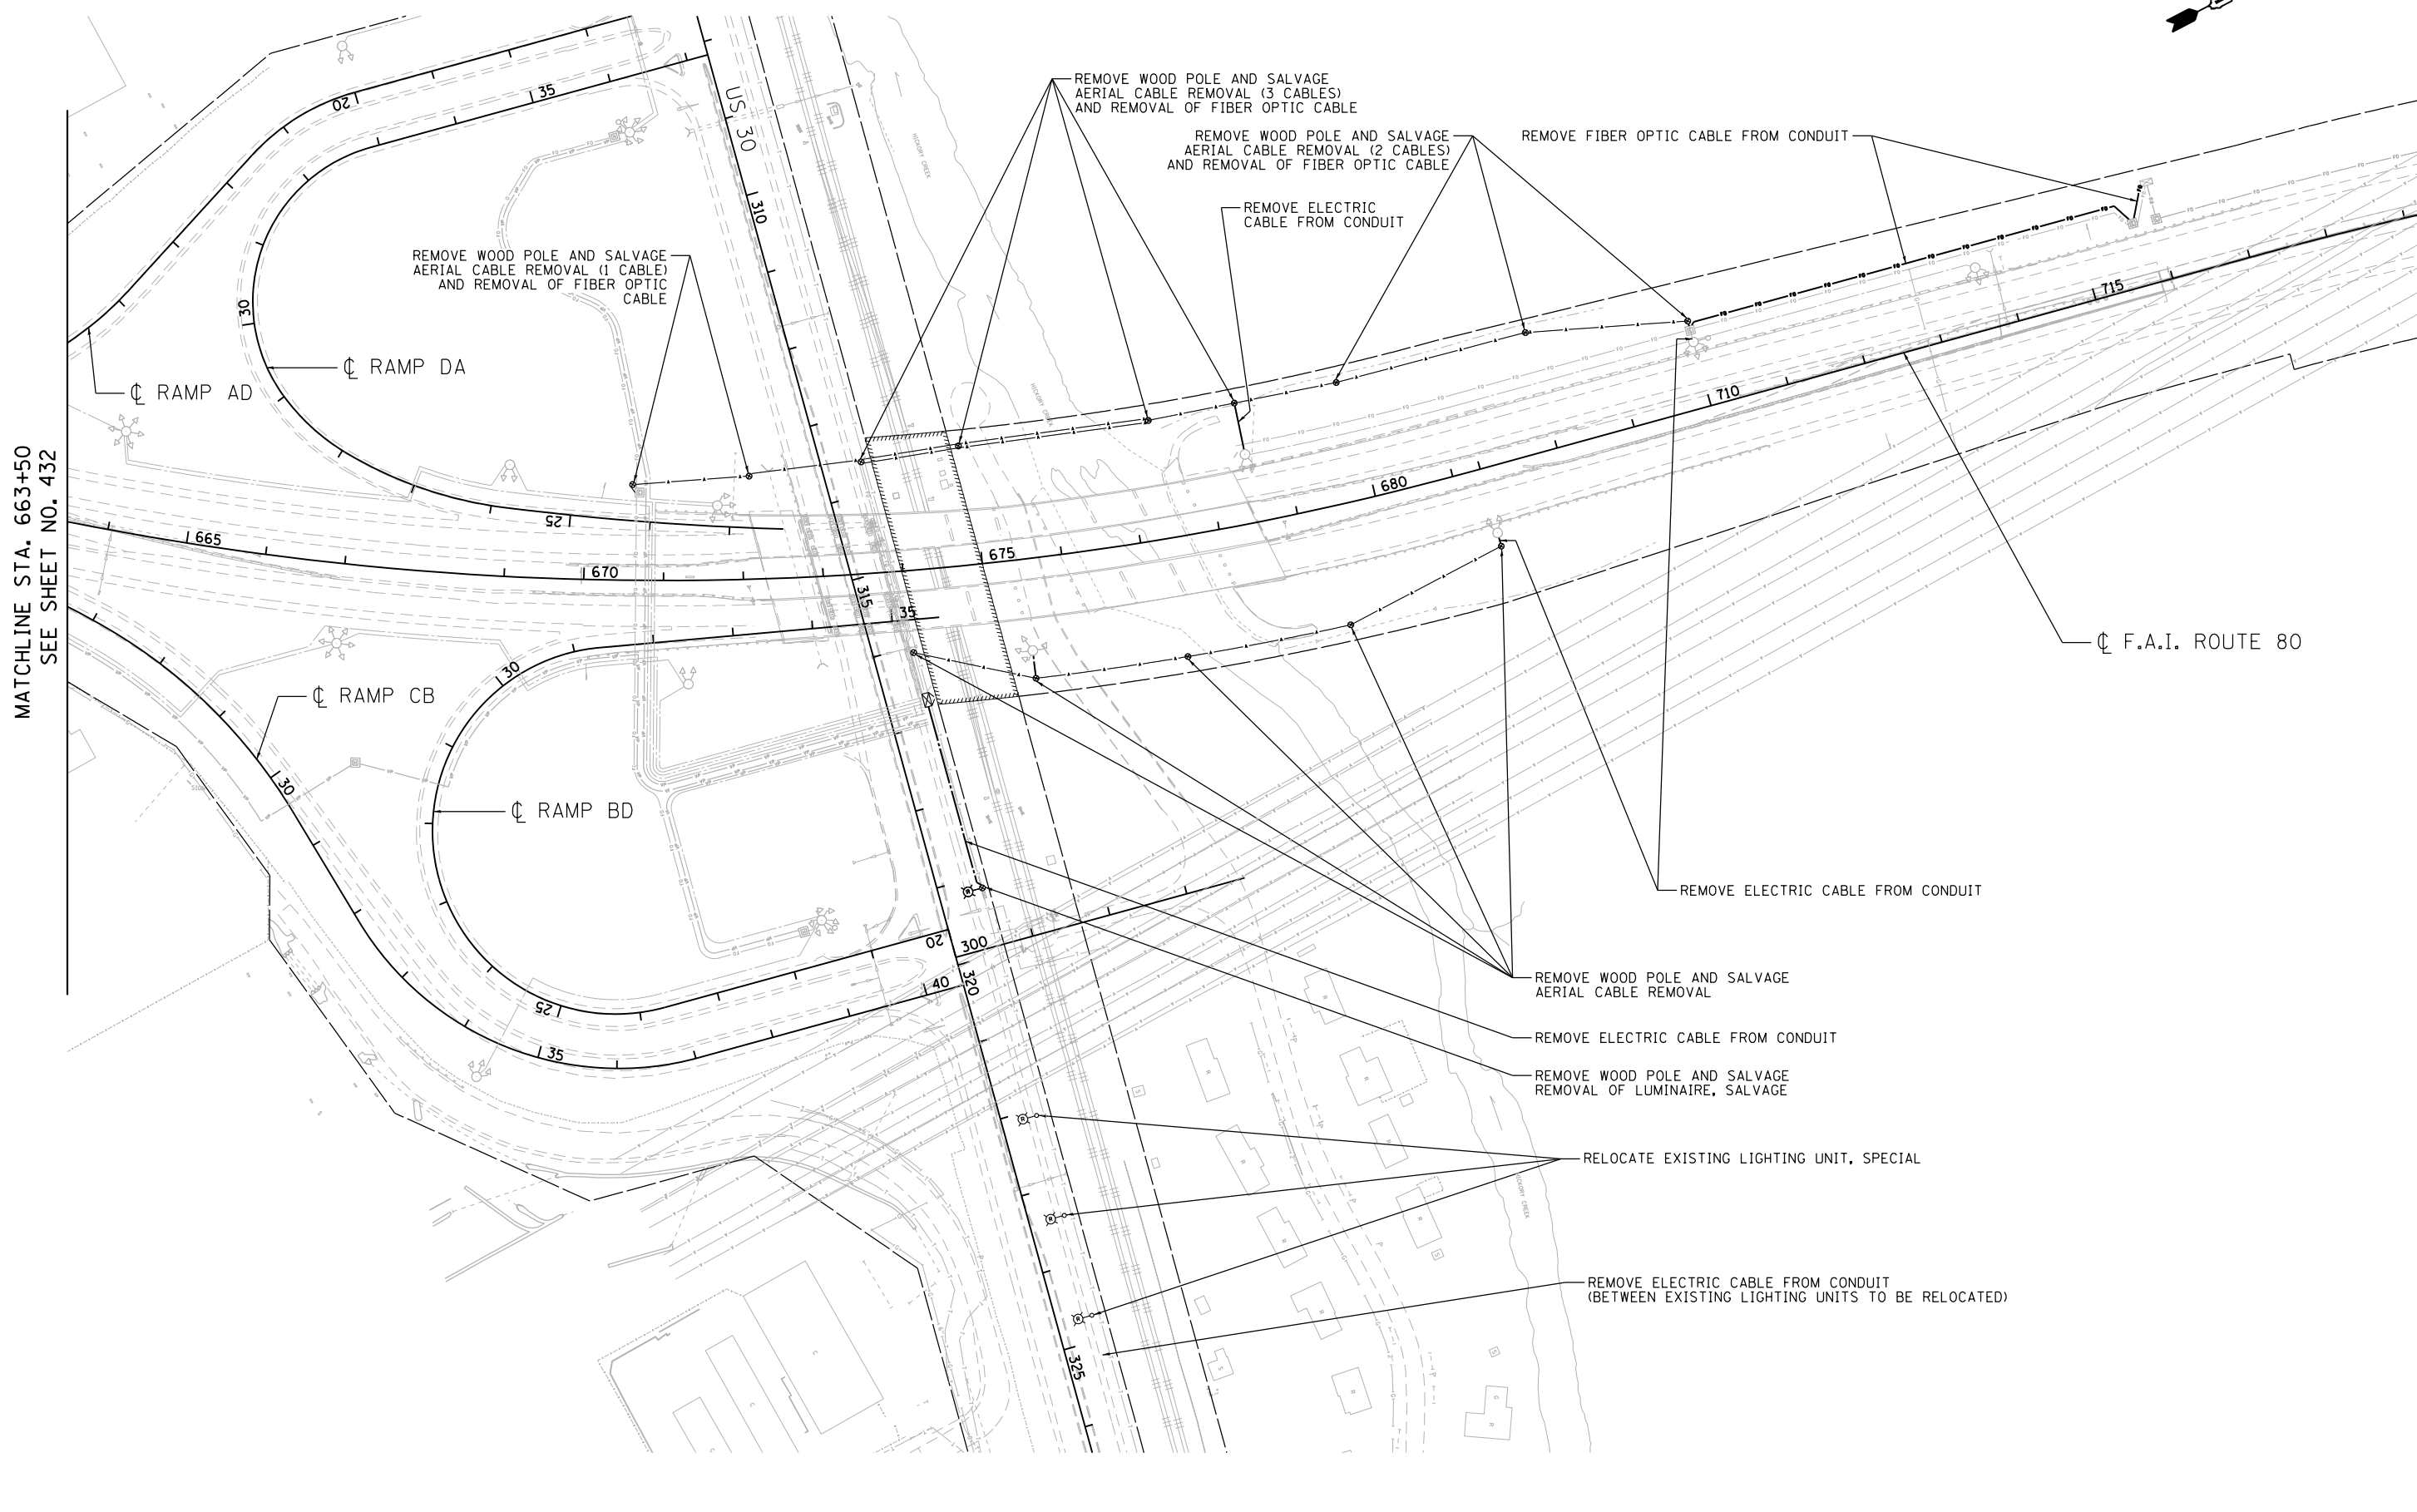 REMOVE WOOD POLE AND SALVAGE
AERIAL CABLE REMOVAL (3 CABLES)
AND REMOVAL OF FIBER OPTIC CABLE
REMOVE WOOD POLE AND SALVAGE
AERIAL CABLE REMOVAL (2 CABLES)
AND REMOVAL OF FIBER OPTIC CABLE
REMOVE FIBER OPTIC CABLE FROM CONDUIT
REMOVE ELECTRIC
CABLE FROM CONDUIT
REMOVE WOOD POLE AND SALVAGE
AERIAL CABLE REMOVAL (1 CABLE)
AND REMOVAL OF FIBER OPTIC
CABLE
US 30
20
35
310
30
HICKORY CREEK
HICKORY CREEK
℄ RAMP DA
℄ RAMP AD
715
710
680
MATCHLINE STA. 663+50
SEE SHEET NO. 432
25
665
670
675
315
35
30
℄ F.A.I. ROUTE 80
℄ RAMP CB
30
℄ RAMP BD
REMOVE ELECTRIC CABLE FROM CONDUIT
20
300
320
40
25
35
REMOVE WOOD POLE AND SALVAGE
AERIAL CABLE REMOVAL
REMOVE ELECTRIC CABLE FROM CONDUIT
REMOVE WOOD POLE AND SALVAGE
REMOVAL OF LUMINAIRE, SALVAGE
RELOCATE EXISTING LIGHTING UNIT, SPECIAL
HICKORY CREEK
REMOVE ELECTRIC CABLE FROM CONDUIT
(BETWEEN EXISTING LIGHTING UNITS TO BE RELOCATED)
325